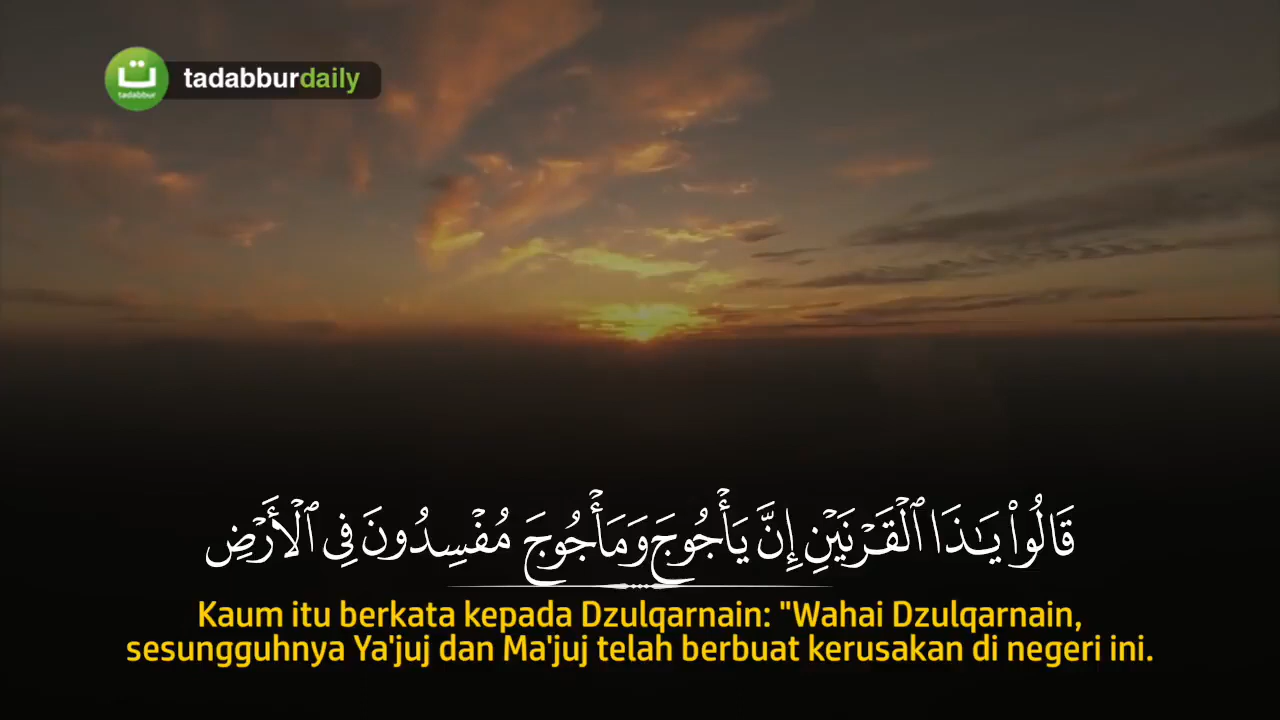 ت
tadabbur
tadabburdaily
قَالُوا۟ يَـٰذَا ٱلْقَرْنَيْنِ إِنَّ يَأْجُوجَ وَمَأْجُوجَ مُفْسِدُونَ فِى ٱلْأَرْضِ
Kaum itu berkata kepada Dzulqarnain: "Wahai Dzulqarnain,
sesungguhnya Ya'juj dan Ma'juj telah berbuat kerusakan di negeri ini.